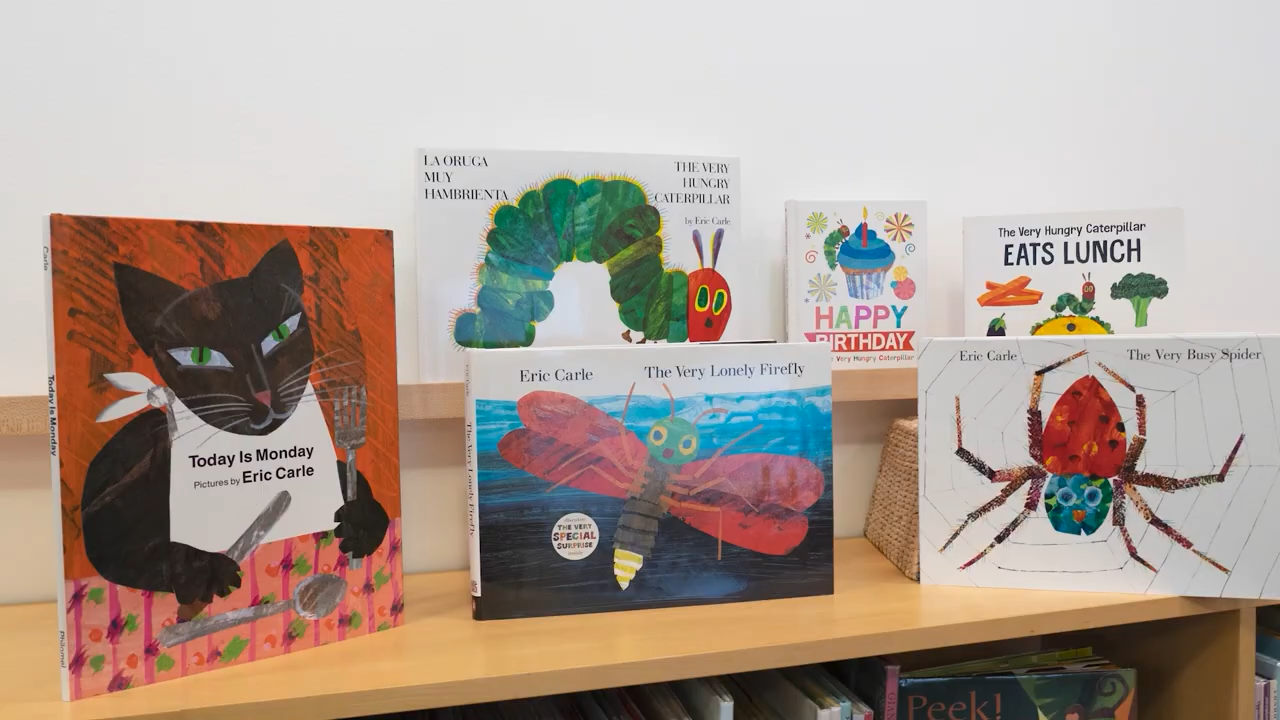 Carle
Today is Monday
Philomel
Today Is Monday
Pictures by Eric Carle
LA ORUGA
MUY
HAMBRIENTA
THE VERY
HUNGRY
CATERPILLAR
by Eric Carle
HAPPY
BIRTHDAY
Very Hungry Caterpillar
The Very Hungry Caterpillar
EATS LUNCH
The Very Lonely Firefly
Eric Carle
The Very Lonely Firefly
THE VERY
SPECIAL
SURPRISE
Eric Carle
The Very Busy Spider
Peek!